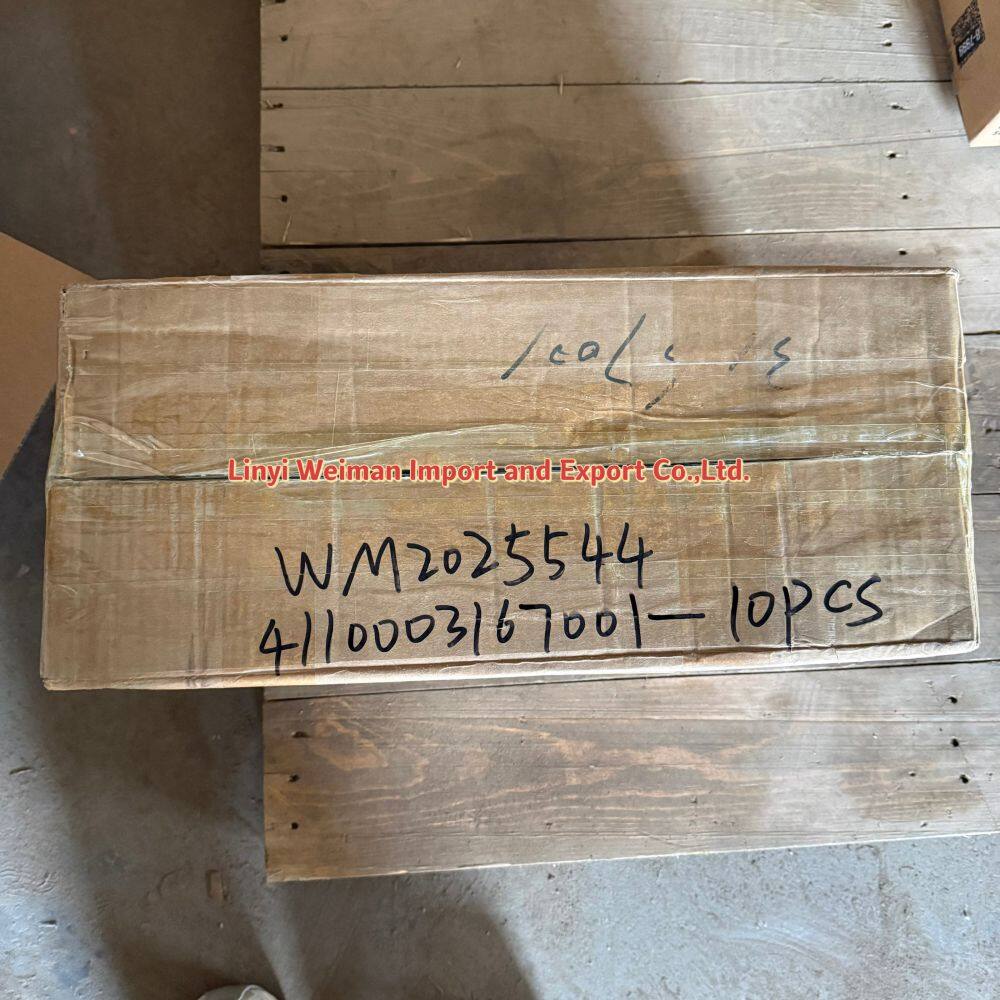 Linyi Weiman Import and Export Co.,Ltd.
WM2025544
4110003167001-10pcs